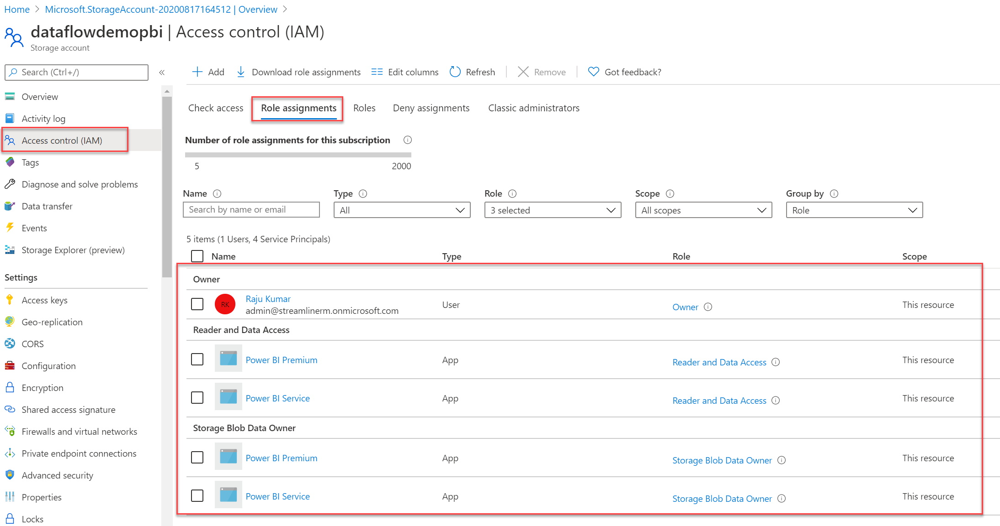 Home > Microsoft.StorageAccount-20200817164512 | Overview >
dataflowdemopbi | Access control (IAM)
Storage account
Search (Ctrl+/)
«
Overview
Activity log
Access control (IAM)
Tags
Diagnose and solve problems
Data transfer
Events
Storage Explorer (preview)
Settings
Access keys
Geo-replication
CORS
Configuration
Encryption
Shared access signature
Firewalls and virtual networks
Private endpoint connections
Advanced security
Properties
Locks
Add Download role assignments Edit columns Refresh Remove Got feedback?
Check access Role assignments Roles Deny assignments Classic administrators
Number of role assignments for this subscription
5 2000
Name Type Role Scope Group by
Search by name or email All 3 selected All scopes Role
5 items (1 Users, 4 Service Principals)
Name Type Role Scope
Owner
RK Raju Kumar
admin@streamlinerm.onmicrosoft.com User Owner This resource
Reader and Data Access
Power BI Premium App Reader and Data Access This resource
Power BI Service App Reader and Data Access This resource
Storage Blob Data Owner
Power BI Premium App Storage Blob Data Owner This resource
Power BI Service App Storage Blob Data Owner This resource